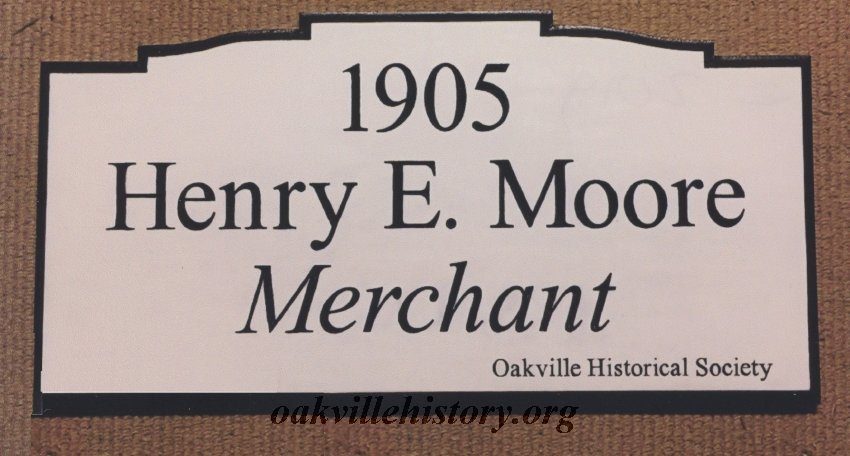 1905
Henry E. Moore
Merchant
Oakville Historical Society
oakvillehistory.org